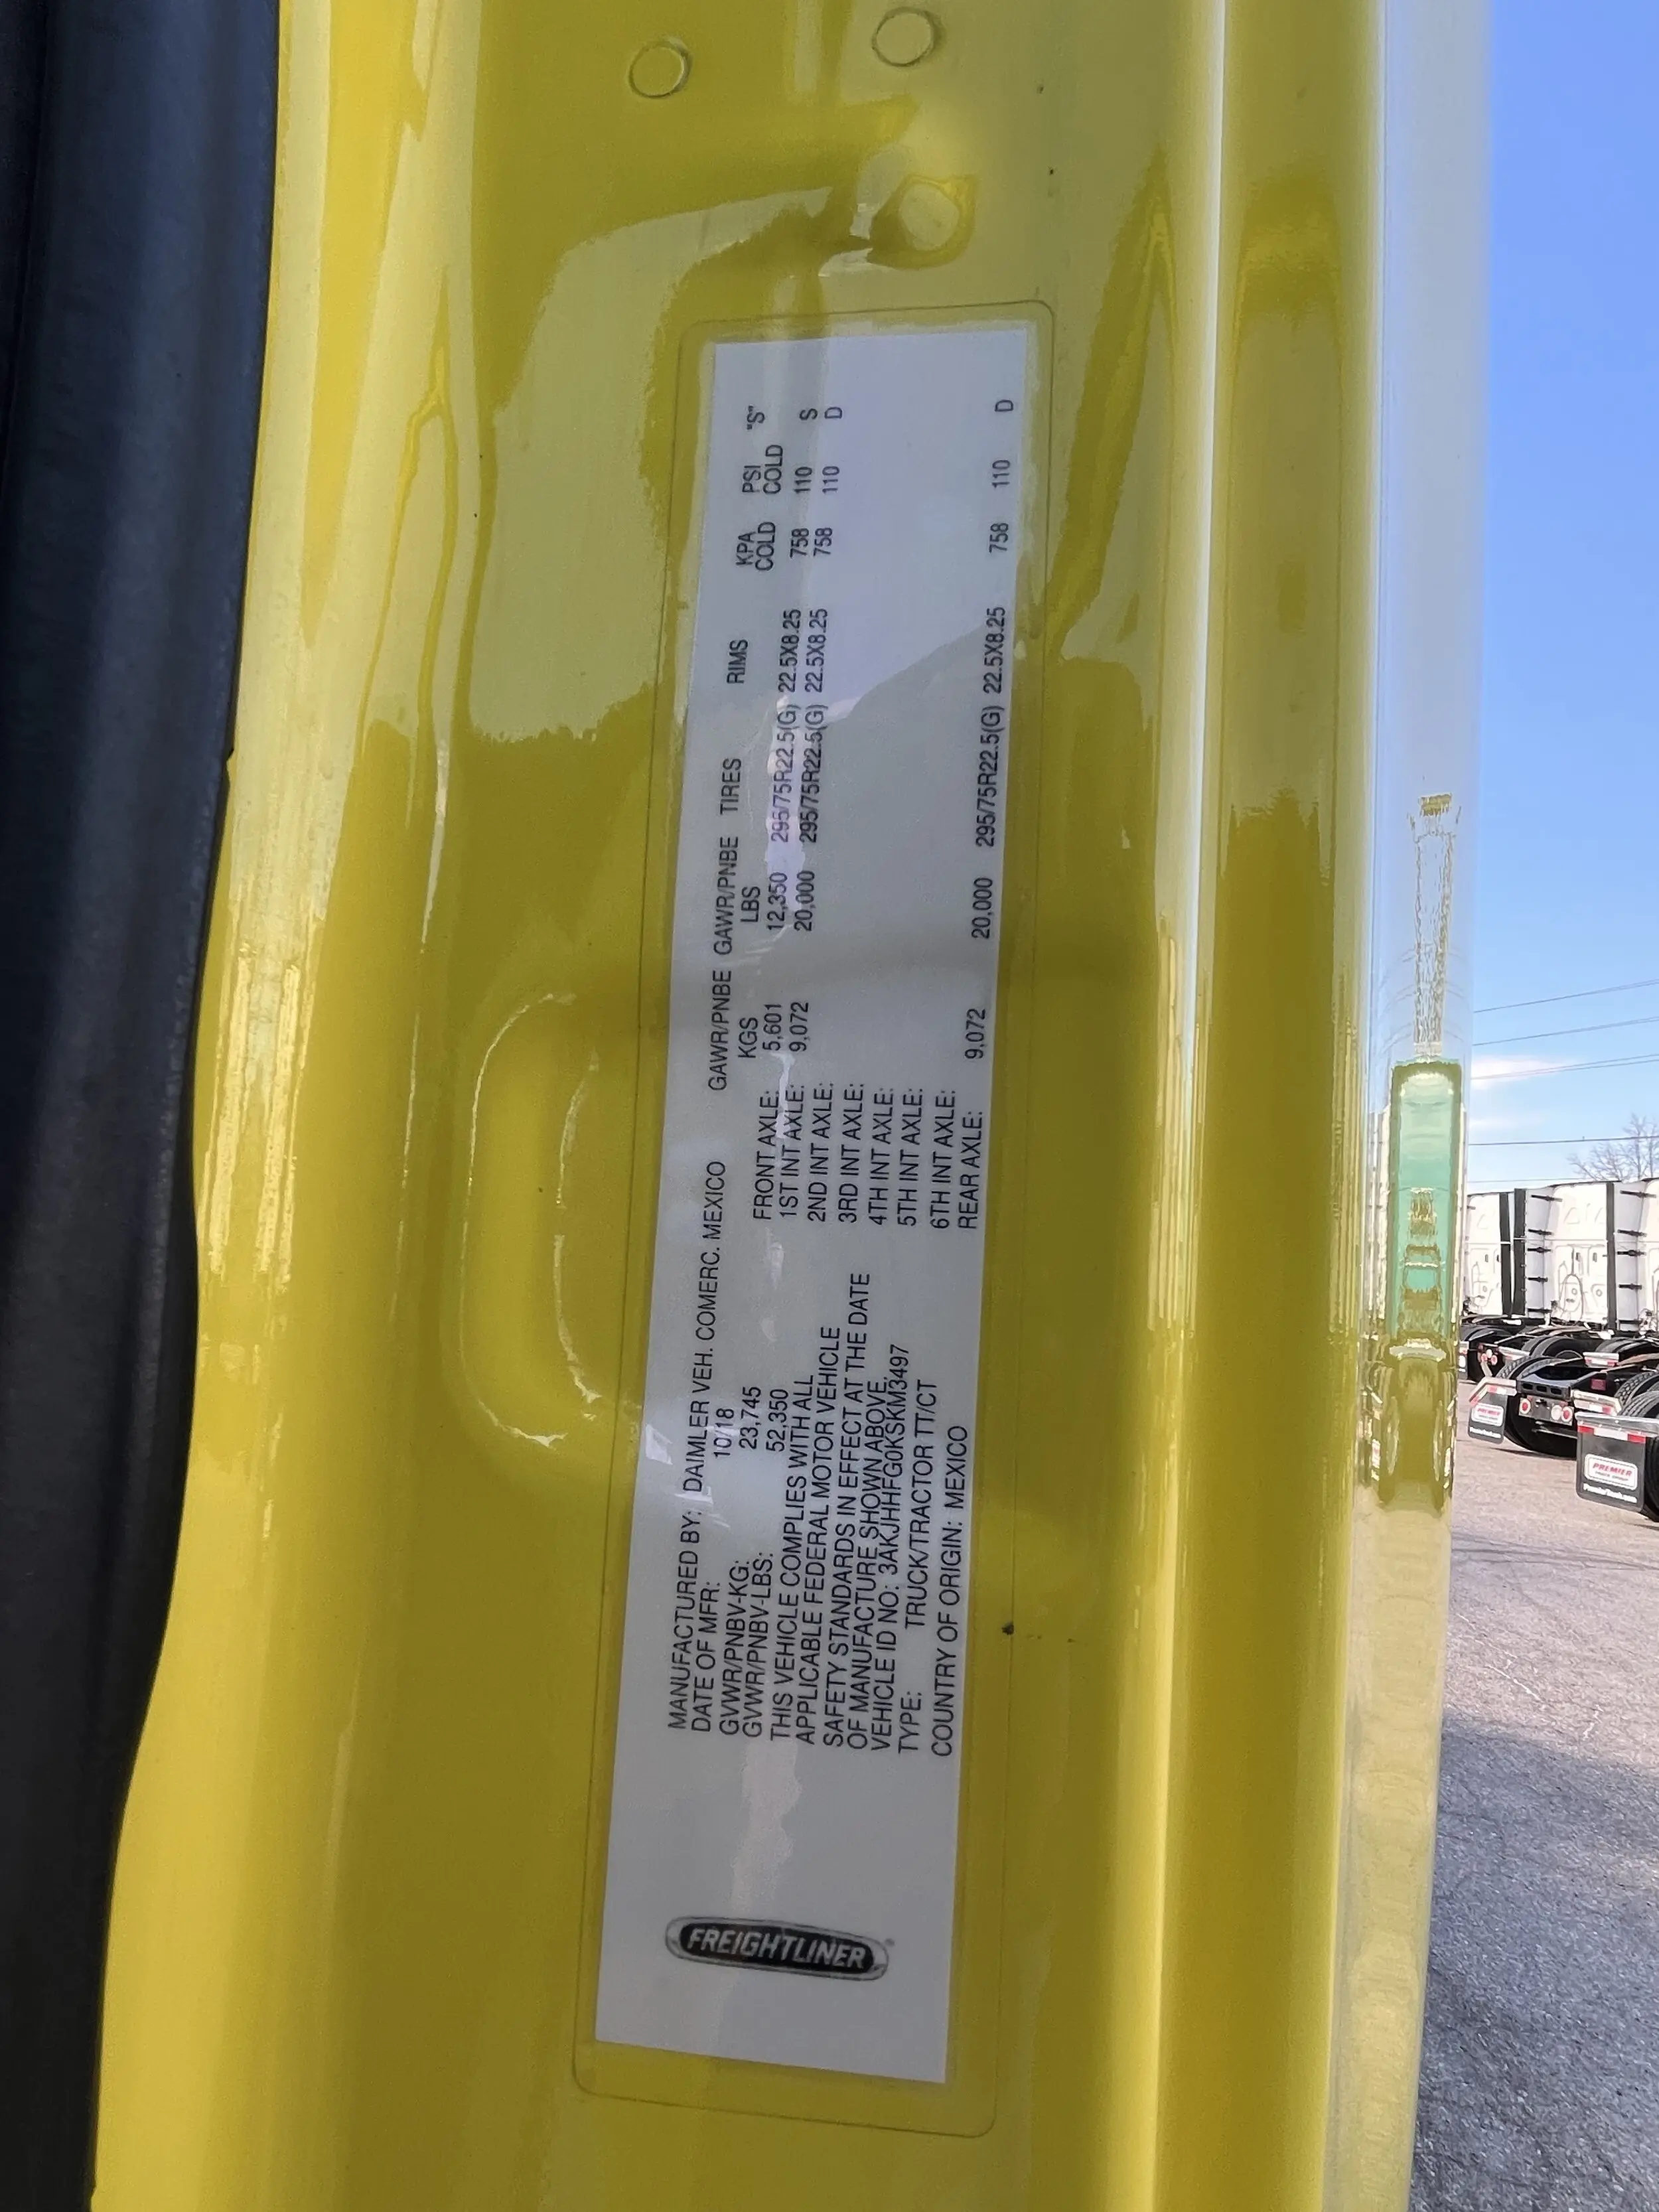 FREIGHTLINER
MANUFACTURED BY: DAIMLER VEH. COMERC. MEXICO
DATE OF MFR: 10/18
GVWR/PNBV-KG: 23,745
GVWR/PNBV-LBS: 52,350
THIS VEHICLE COMPLIES WITH ALL
APPLICABLE FEDERAL MOTOR VEHICLE
SAFETY STANDARDS IN EFFECT AT THE DATE
OF MANUFACTURE SHOWN ABOVE.
VEHICLE ID NO: 3AKJHHFG0KSKM3497
TYPE: TRUCK/TRACTOR TT/CT
COUNTRY OF ORIGIN: MEXICO
GAWR/PNBE GAWR/PNBE TIRES RIMS KPA PSI "S"
KGS LBS COLD COLD
FRONT AXLE: 5,601 12,350 295/75R22.5(G) 22.5X8.25 758 110 S
1ST INT AXLE: 9,072 20,000 295/75R22.5(G) 22.5X8.25 758 110 D
2ND INT AXLE:
3RD INT AXLE:
4TH INT AXLE:
5TH INT AXLE:
6TH INT AXLE:
REAR AXLE: 9,072 20,000 295/75R22.5(G) 22.5X8.25 758 110 D
PREMIER